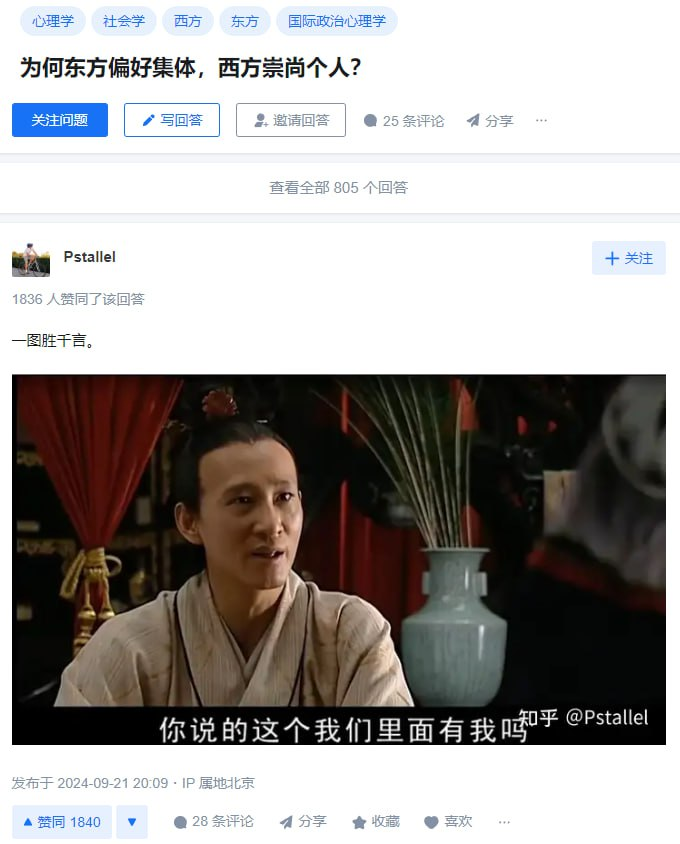 心理学 社会学 西方 东方 国际政治心理学
为何东方偏好集体，西方崇尚个人？
关注问题 写回答 邀请回答 25 条评论 分享 ···
查看全部 805 个回答
Pstallel
关注
1836 人赞同了该回答
一图胜千言。
你说的这个我们里面有我吗
知乎 @Pstallel
发布于 2024-09-21 20:09 · IP 属地北京
赞同 1840 28 条评论 分享 收藏 喜欢 ···